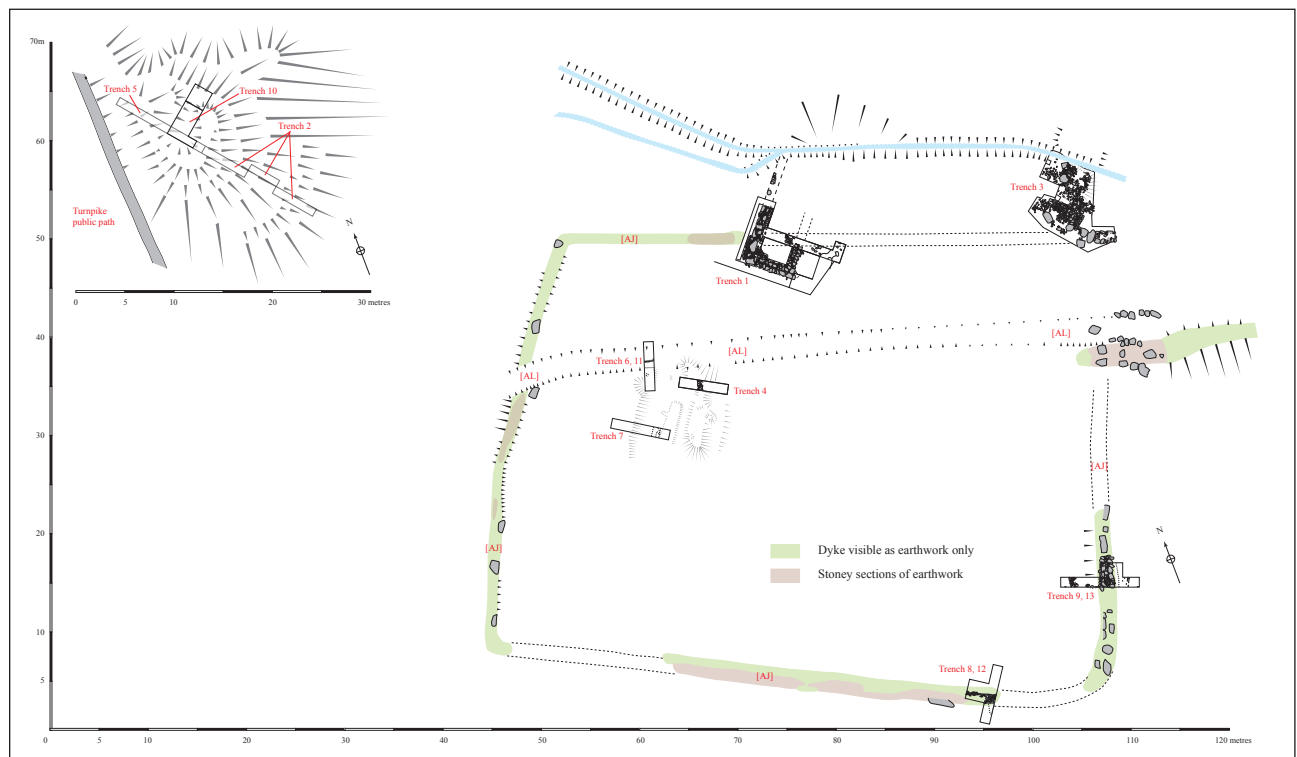 70m
60
50
40
30
20
10
5
Trench 5
Trench 10
Trench 2
Turnpike
public path
N
0
5
10
20
30 metres
Trench 3
[AJ]
Trench 1
[AL]
[AL]
[AL]
Trench 6, 11
Trench 4
Trench 7
[AJ]
[AJ]
Dyke visible as earthwork only
Stoney sections of earthwork
N
Trench 9, 13
Trench 8, 12
[AJ]
0
5
10
20
30
40
50
60
70
80
90
100
110
120 metres